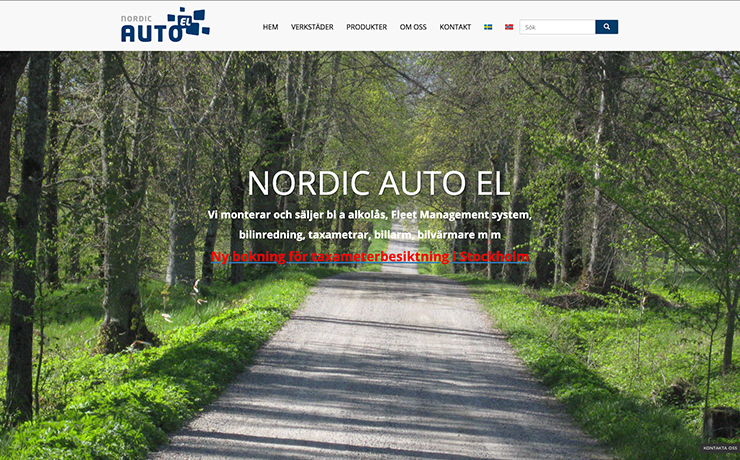 NORDIC
AUTO EL
HEM VERKSTÄDER PRODUKTER OM OSS KONTAKT Sök
NORDIC AUTO EL
Vi monterar och säljer bl a alkolås, Fleet Management system,
bilinredning, taxametrar, billarm, bilvärmare m m
Ny bokning för taxameterbesiktning i Stockholm
KONTAKTA OSS